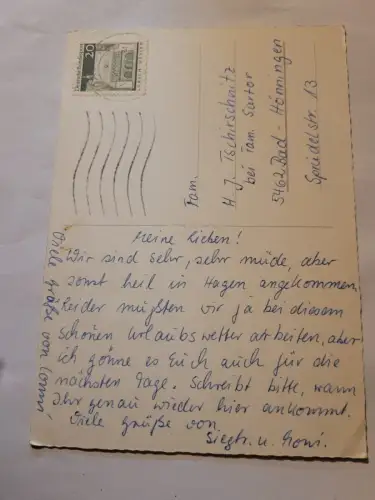 20
Fam.
H. J. Tschirschnitz
bei Fam. Sartor
5462 Bad-Hönningen
Sprudelstr. 13
Meine Lieben!
Wir sind sehr, sehr müde, aber
sonst heil in Hagen angekommen.
Leider mußten wir ja bei diesem
schönen Urlaubswetter arbeiten, aber
ich gönne es Euch auch für die
nächsten Tage. Schreibt bitte, wann
Ihr genau wieder hier ankommt.
Viele Grüße von
Siegfr. u.
Viele Grüße von